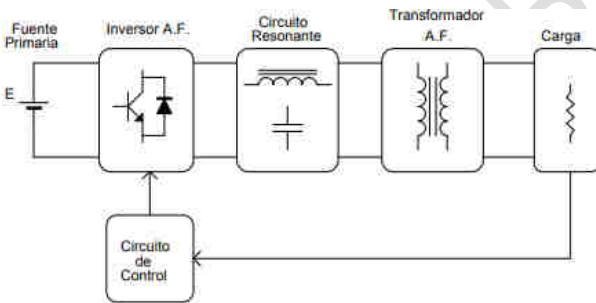 Fuente
Primaria
Inversor A.F.
Circuito
Resonante
Transformador
A.F.
Carga
E
Circuito
de
Control